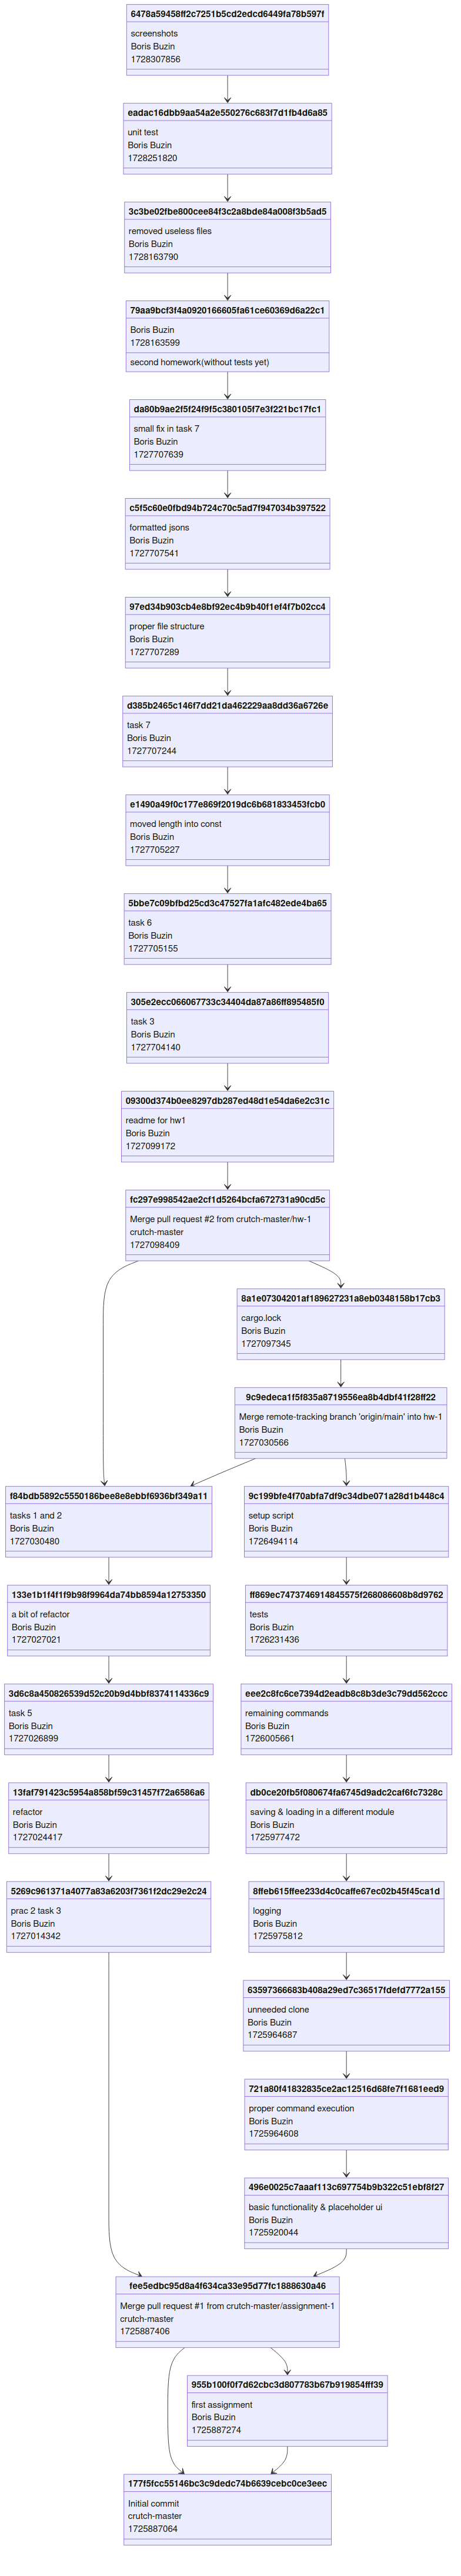 6478a59458ff2c7251b5cd2edcd6449fa78b597f
screenshots
Boris Buzin
1728307856
eadac16dbb9aa54a2e550276c683f7d1fb4d6a85
unit test
Boris Buzin
1728251820
3c3be02fbe800cee84f3c2a8bde84a008f3b5ad5
removed useless files
Boris Buzin
1728163790
79aa9bcf3f4a0920166605fa61ce60369d6a22c1
Boris Buzin
1728163599
second homework(without tests yet)
da80b9ae2f5f24f9f5c380105f7e3f221bc17fc1
small fix in task 7
Boris Buzin
1727707639
c5f5c60e0fbd94b724c70c5ad7f947034b397522
formatted jsons
Boris Buzin
1727707541
97ed34b903cb4e8bf92ec4b9b40f1ef4f7b02cc4
proper file structure
Boris Buzin
1727707289
d385b2465c146f7dd21da462229aa8dd36a6726e
task 7
Boris Buzin
1727707244
e1490a49f0c177e869f2019dc6b681833453fcb0
moved length into const
Boris Buzin
1727705227
5bbe7c09bfbd25cd3c47527fa1afc482ede4ba65
task 6
Boris Buzin
1727705155
305e2ecc066067733c34404da87a86ff895485f0
task 3
Boris Buzin
1727704140
09300d374b0ee8297db287ed48d1e54da6e2c31c
readme for hw1
Boris Buzin
1727099172
fc297e998542ae2cf1d5264bcfa672731a90cd5c
Merge pull request #2 from crutch-master/hw-1
crutch-master
1727098409
8a1e07304201af189627231a8eb0348158b17cb3
cargo.lock
Boris Buzin
1727097345
9c9edeca1f5f835a8719556ea8b4dbf41f28ff22
Merge remote-tracking branch 'origin/main' into hw-1
Boris Buzin
1727030566
f84bdb5892c5550186bee8e8ebbf6936bf349a11
tasks 1 and 2
Boris Buzin
1727030480
9c199bfe4f70abfa7df9c34dbe071a28d1b448c4
setup script
Boris Buzin
1726494114
133e1b1f4f1f9b98f9964da74bb8594a12753350
a bit of refactor
Boris Buzin
1727027021
ff869ec7473746914845575f268086608b8d9762
tests
Boris Buzin
1726231436
3d6c8a450826539d52c20b9d4bbf8374114336c9
task 5
Boris Buzin
1727026899
eee2c8fc6ce7394d2eadb8c8b3de3c79dd562ccc
remaining commands
Boris Buzin
1726005661
13faf791423c5954a858bf59c31457f72a6586a6
refactor
Boris Buzin
1727024417
db0ce20fb5f080674fa6745d9adc2caf6fc7328c
saving & loading in a different module
Boris Buzin
1725977472
5269c961371a4077a83a6203f7361f2dc29e2c24
prac 2 task 3
Boris Buzin
1727014342
8ffeb615ffee233d4c0caffe67ec02b45f45ca1d
logging
Boris Buzin
1725975812
63597366683b408a29ed7c36517fdefd7772a155
unneeded clone
Boris Buzin
1725964687
721a80f41832835ce2ac12516d68fe7f1681eed9
proper command execution
Boris Buzin
1725964608
496e0025c7aaaf113c697754b9b322c51ebf8f27
basic functionality & placeholder ui
Boris Buzin
1725920044
fee5edbc95d8a4f634ca33e95d77fc1888630a46
Merge pull request #1 from crutch-master/assignment-1
crutch-master
1725887406
955b100f0f7d62cbc3d807783b67b919854fff39
first assignment
Boris Buzin
1725887274
177f5fcc55146bc3c9dedc74b6639cebc0ce3eec
Initial commit
crutch-master
1725887064